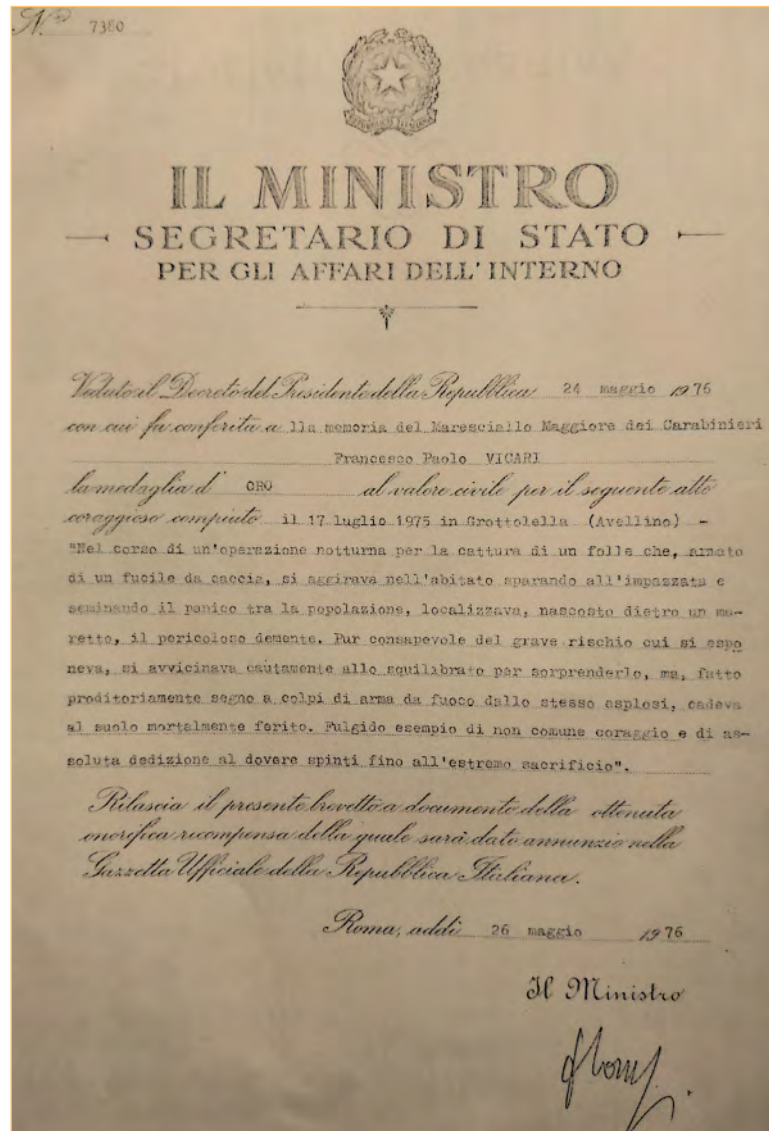 N.° 7380
REPUBBLICA ITALIANA
IL MINISTRO
SEGRETARIO DI STATO
PER GLI AFFARI DELL'INTERNO
Veduto il Decreto del Presidente della Repubblica 24 maggio 1976
con cui fu conferita a lla memoria del Maresciallo Maggiore dei Carabinieri
Francesco Paolo VICARI
la medaglia d' ORO al valore civile per il seguente atto
coraggioso compiuto il 17 luglio 1975 in Grottolella (Avellino) -
"Nel corso di un'operazione notturna per la cattura di un folle che, armato
di un fucile da caccia, si aggirava nell'abitato sparando all'impazzata e
seminando il panico tra la popolazione, localizzava, nascosto dietro un mu-
retto, il pericoloso demente. Pur consapevole del grave rischio cui si espo
neva, si avvicinava cautamente allo squilibrato per sorprenderlo, ma, fatto
proditoriamente segno a colpi di arma da fuoco dallo stesso esplosi, cadeva
al suolo mortalmente ferito. Fulgido esempio di non comune coraggio e di as-
soluta dedizione al dovere spinti fino all'estremo sacrificio".
Rilascia il presente brevetto a documento della ottenuta
onorifica ricompensa della quale sarà dato annunzio nella
Gazzetta Ufficiale della Repubblica Italiana.
Roma, addì 26 maggio 1976
Il Ministro